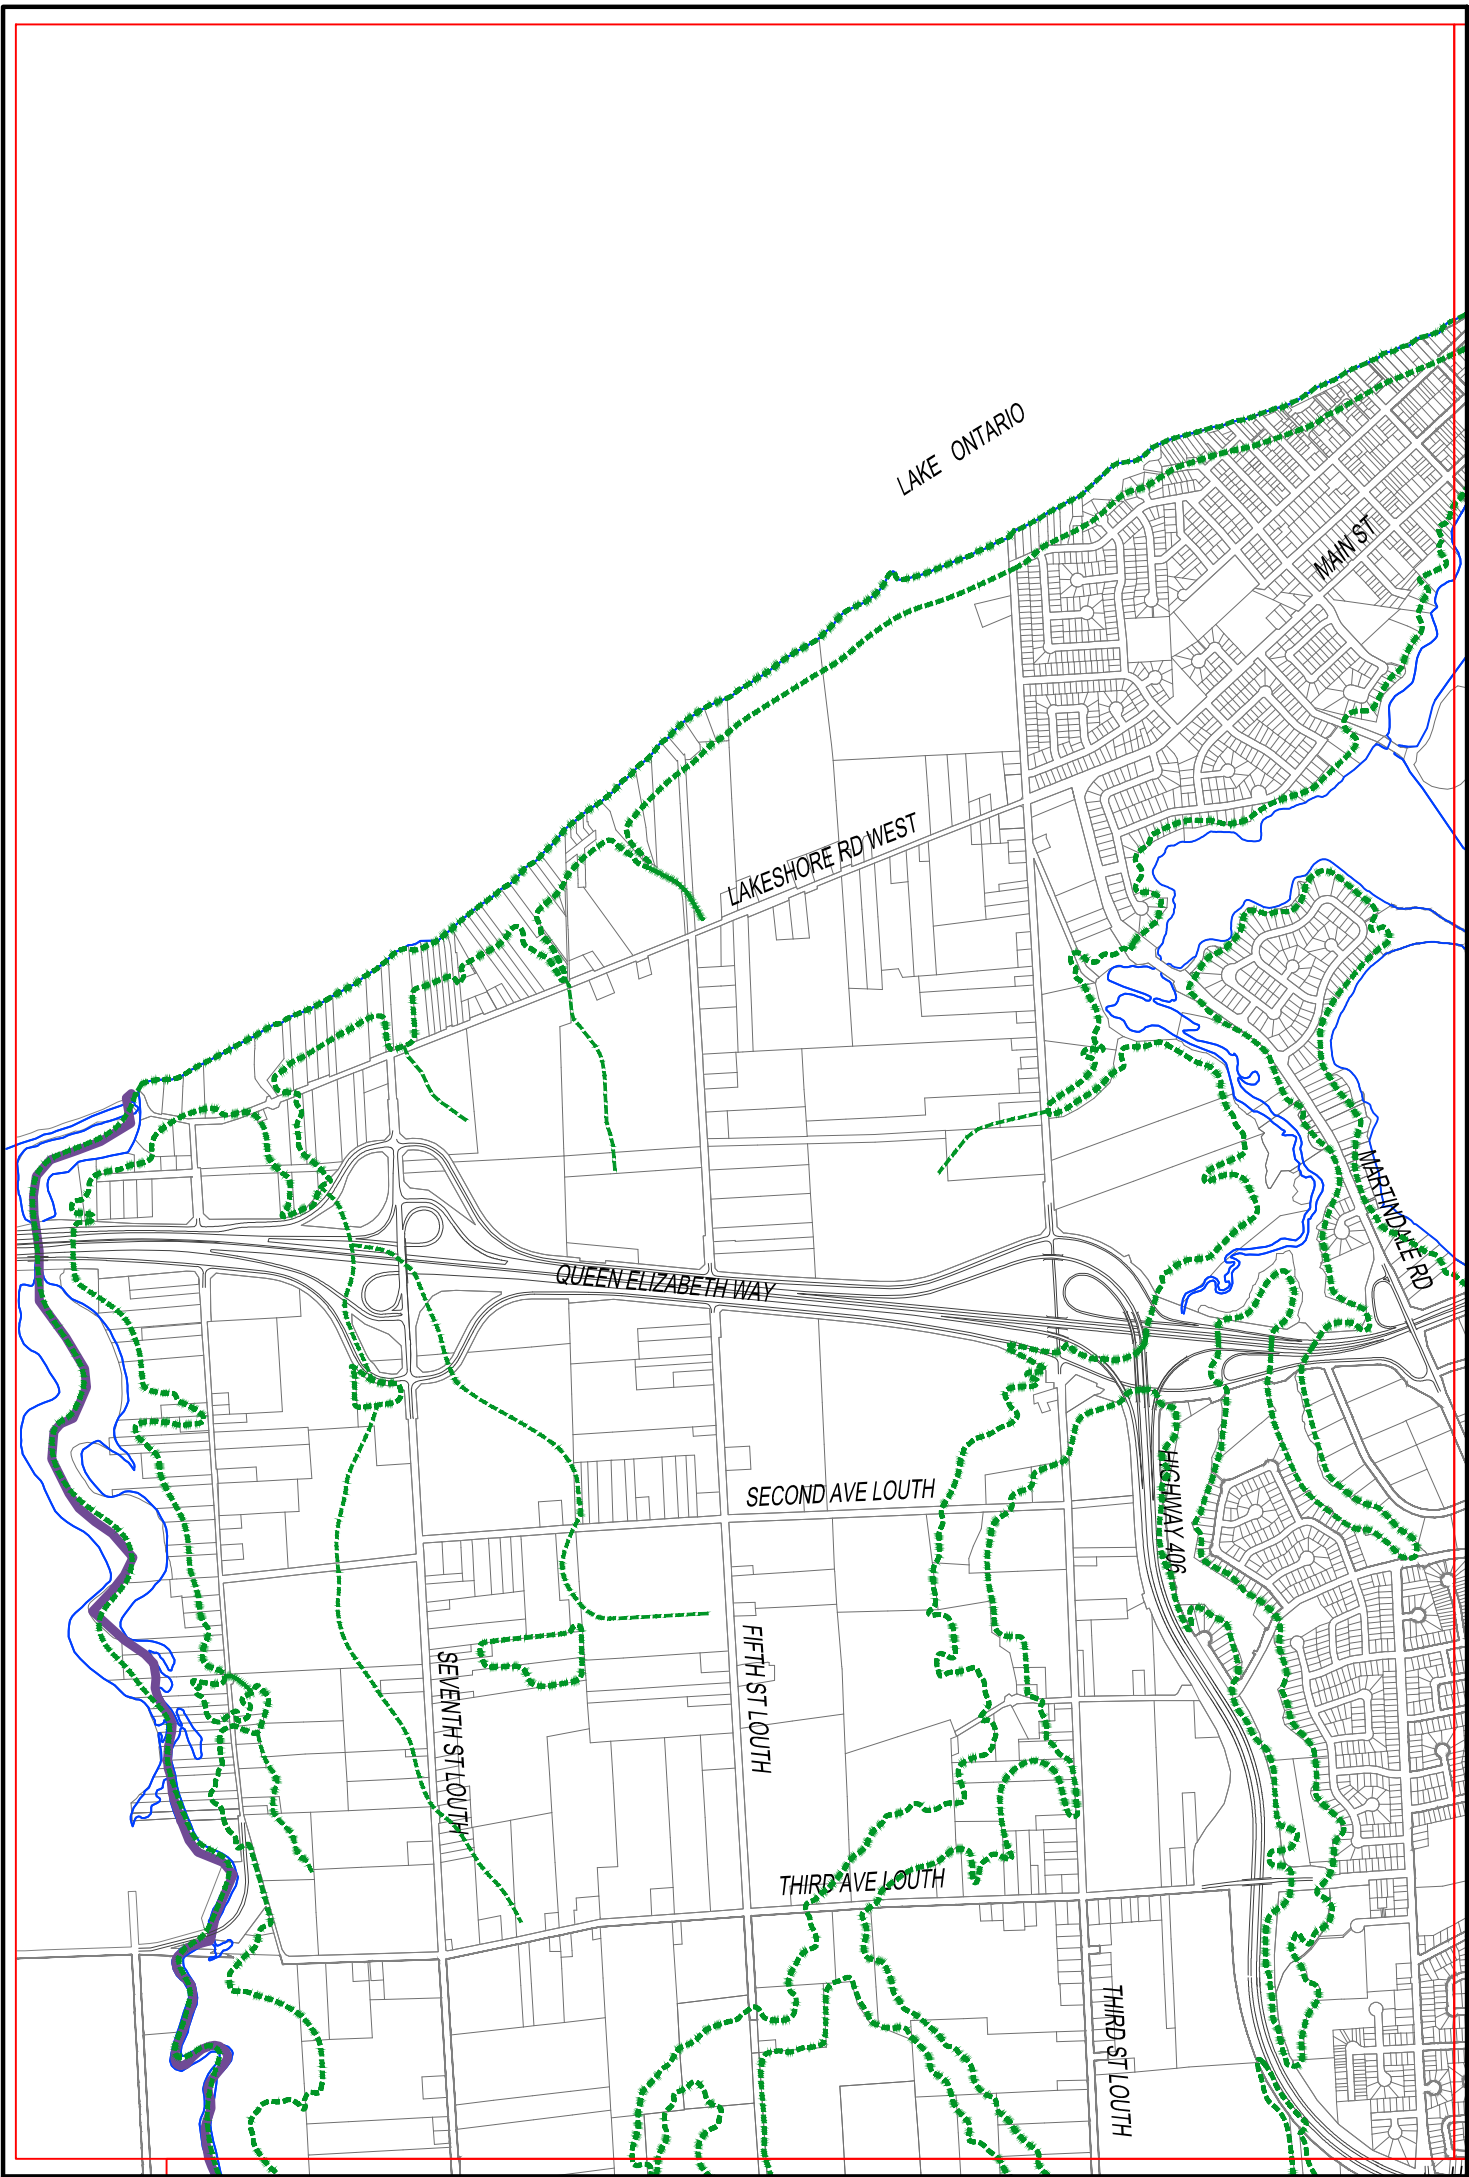 LAKE ONTARIO
MAIN ST
LAKESHORE RD WEST
MARTINDALE RD
QUEEN ELIZABETH WAY
SECOND AVE LOUTH
HIGHWAY 406
FIFTH ST LOUTH
SEVENTH ST LOUTH
THIRD AVE LOUTH
THIRD ST LOUTH